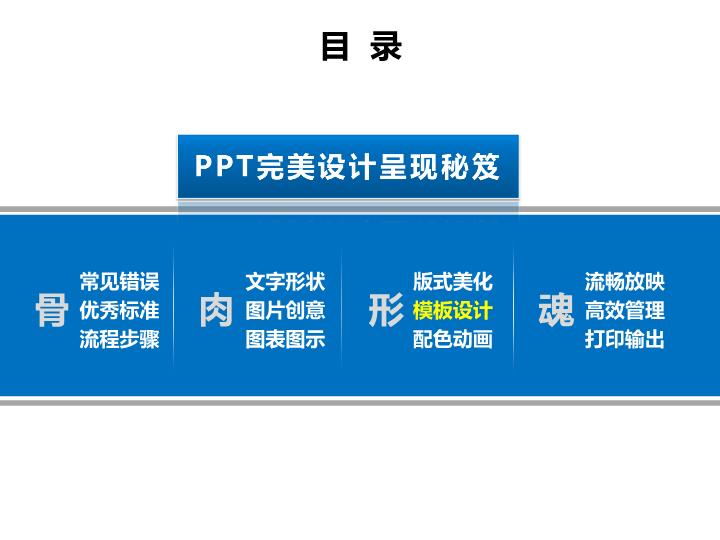 目 录
PPT完美设计呈现秘笈
骨
常见错误
优秀标准
流程步骤
肉
文字形状
图片创意
图表图示
形
版式美化
模板设计
配色动画
魂
流畅放映
高效管理
打印输出